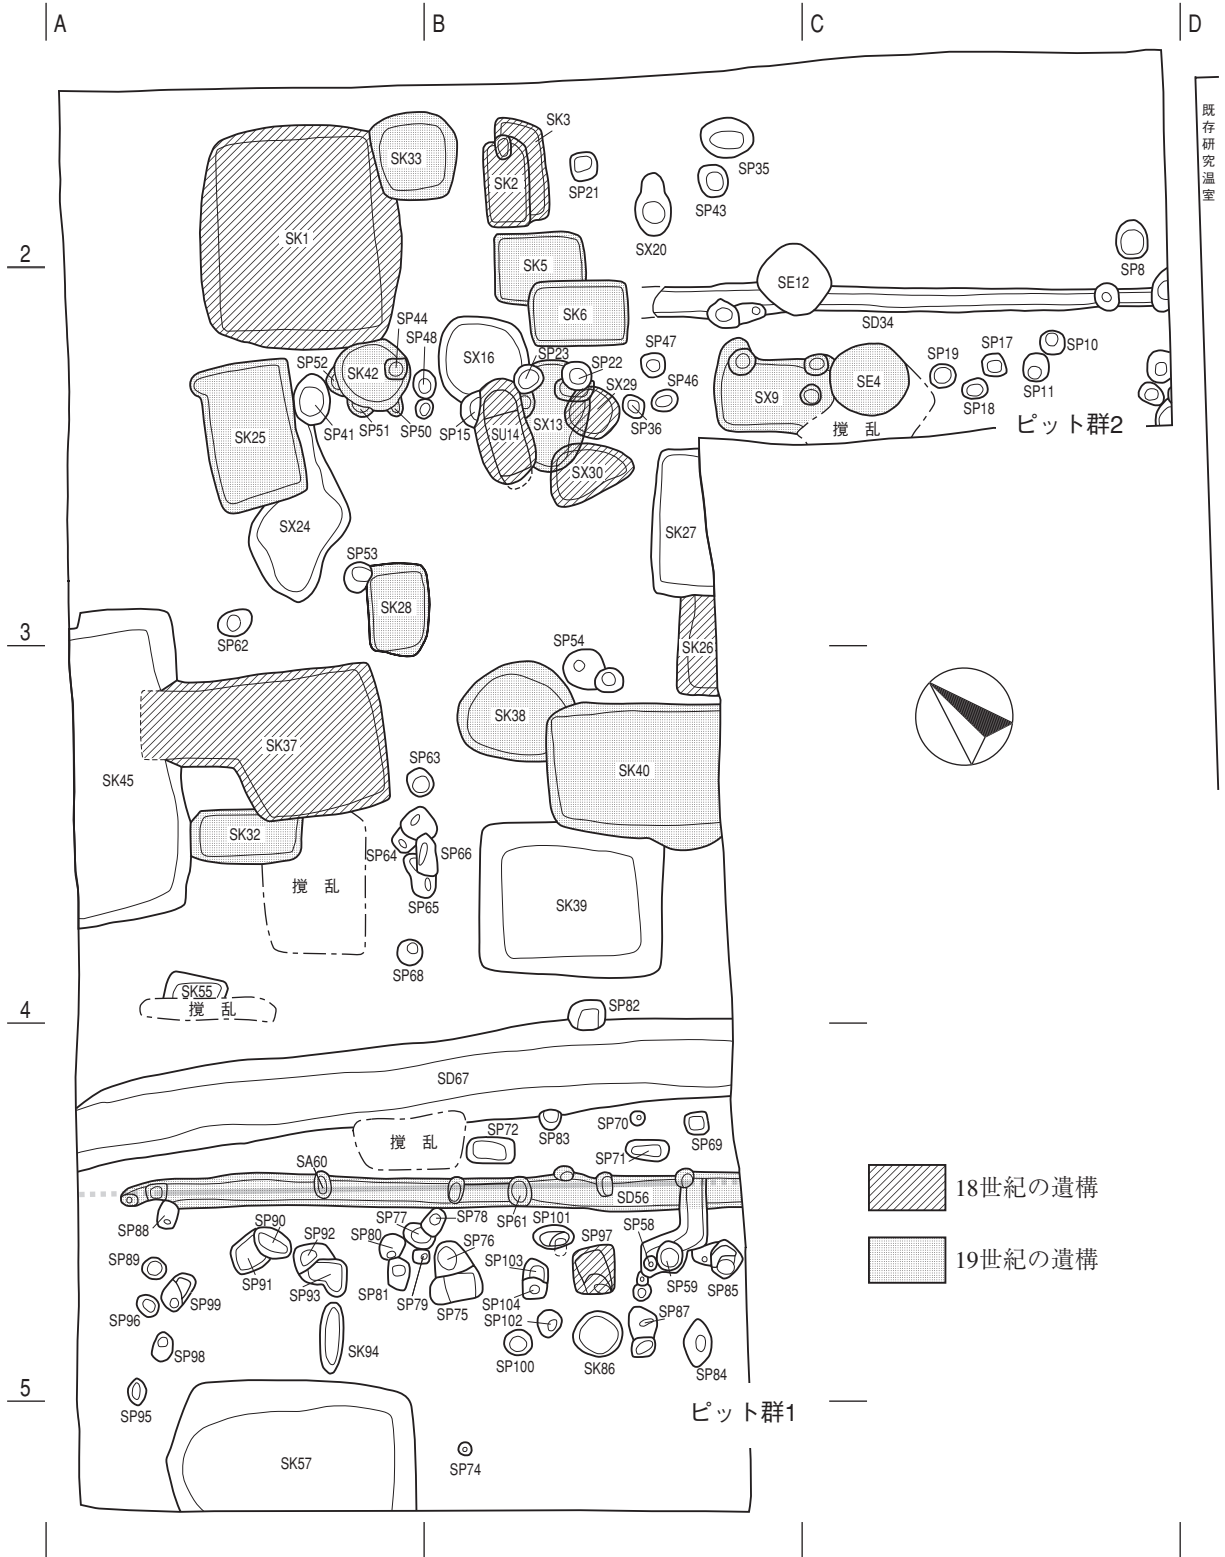 A
B
C
D
既存研究温室
SK3
SK33
SK2
SP21
SP35
SP43
SK1
SX20
2
SP8
SK5
SE12
SK6
SD34
SP44
SP48
SP47
SP10
SP52
SX16
SP23
SP22
SP19
SP17
SK42
SX29
SP46
SE4
SP11
SX9
SP18
SP41
SP51
SP50
SP15
SU14
SX13
SP36
攪乱
ピット群2
SK25
SX30
SX24
SK27
SP53
SK28
SP62
3
SP54
SK26
SK38
SK37
SP63
SK45
SK40
SK32
SP64
SP66
攪乱
SP65
SK39
SP68
SK55
攪乱
4
SP82
SD67
攪乱
SP72
SP83
SP70
SP69
SA60
SP71
18世紀の遺構
SD56
SP88
SP90
SP77
SP78
SP61
SP101
SP58
SP92
SP80
SP76
SP97
19世紀の遺構
SP89
SP103
SP91
SP93
SP81
SP79
SP75
SP104
SP59
SP85
SP99
SP96
SP102
SP87
SP98
SK94
SP100
SK86
SP84
5
SP95
ピット群1
SK57
SP74